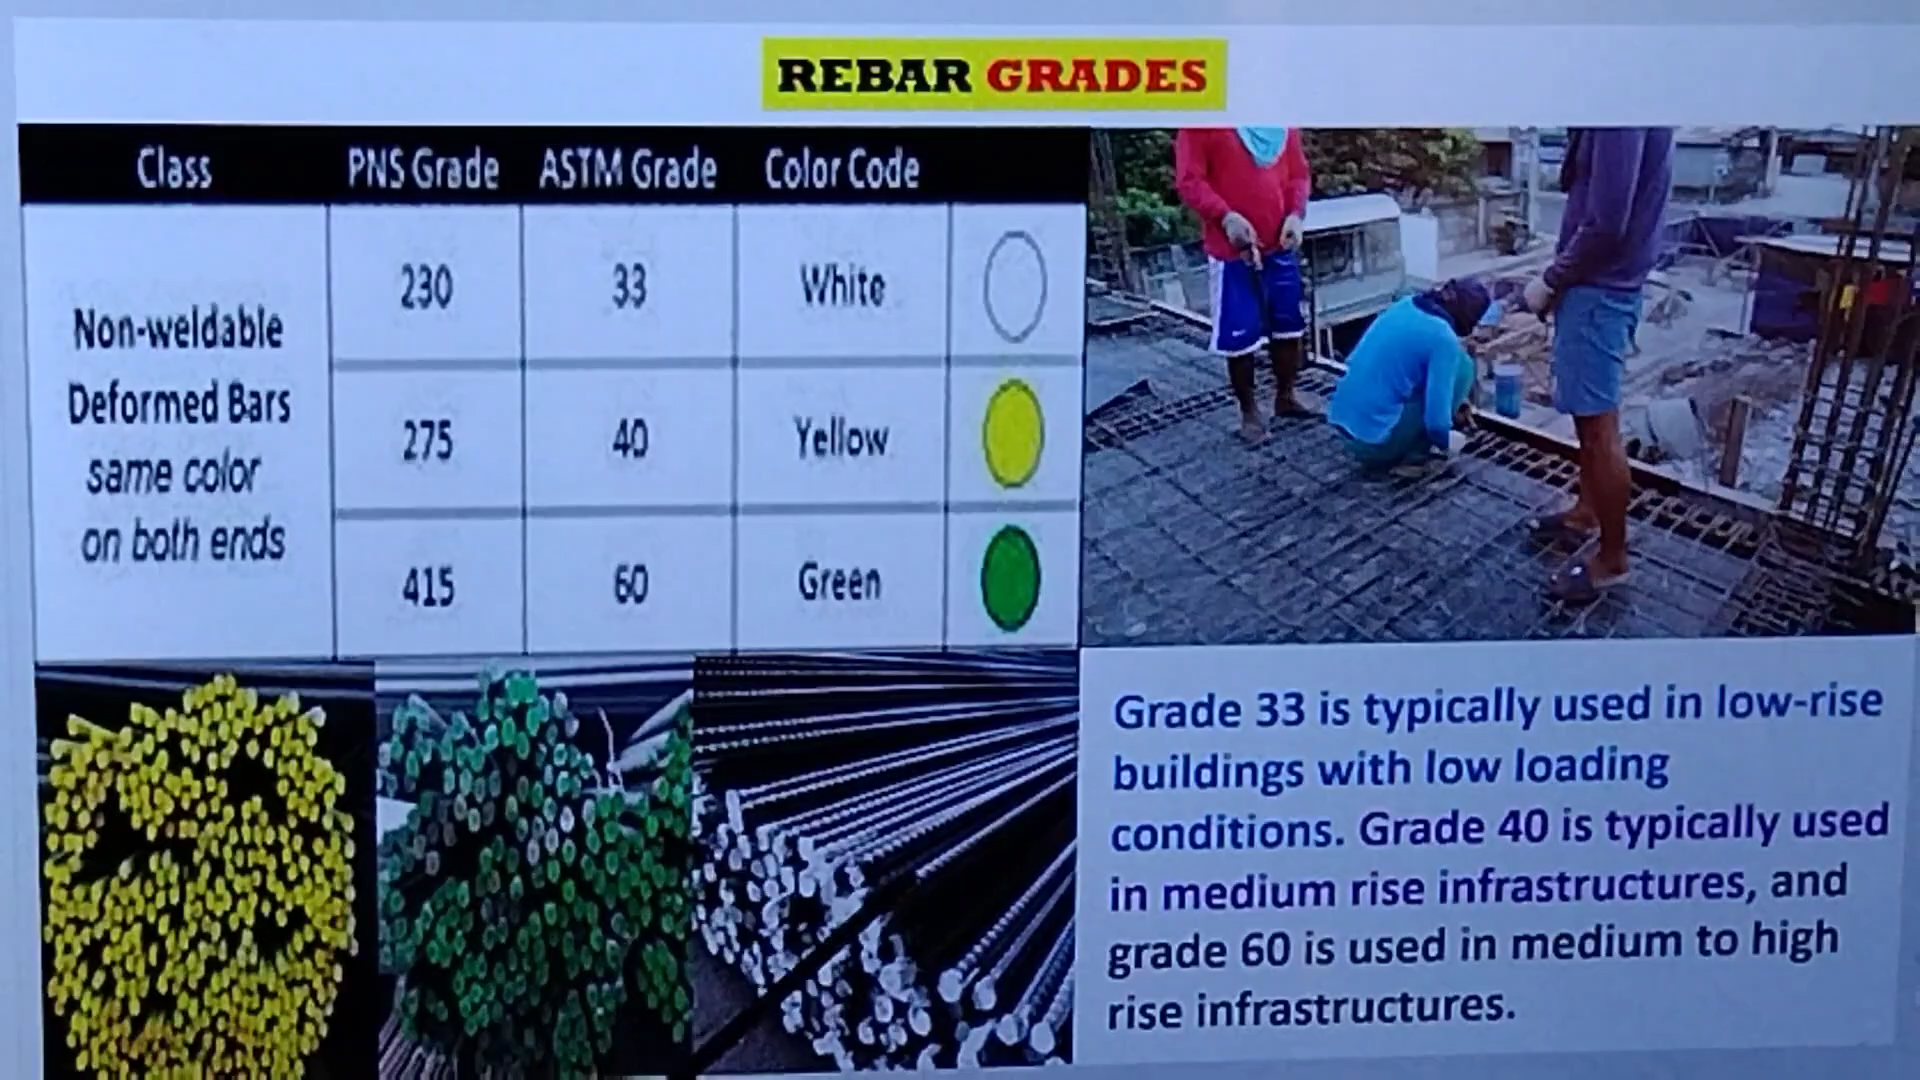 REBAR GRADES
Class PNS Grade ASTM Grade Color Code
Non-weldable
Deformed Bars
same color
on both ends
230 33 White
275 40 Yellow
415 60 Green
Grade 33 is typically used in low-rise
buildings with low loading
conditions. Grade 40 is typically used
in medium rise infrastructures, and
grade 60 is used in medium to high
rise infrastructures.